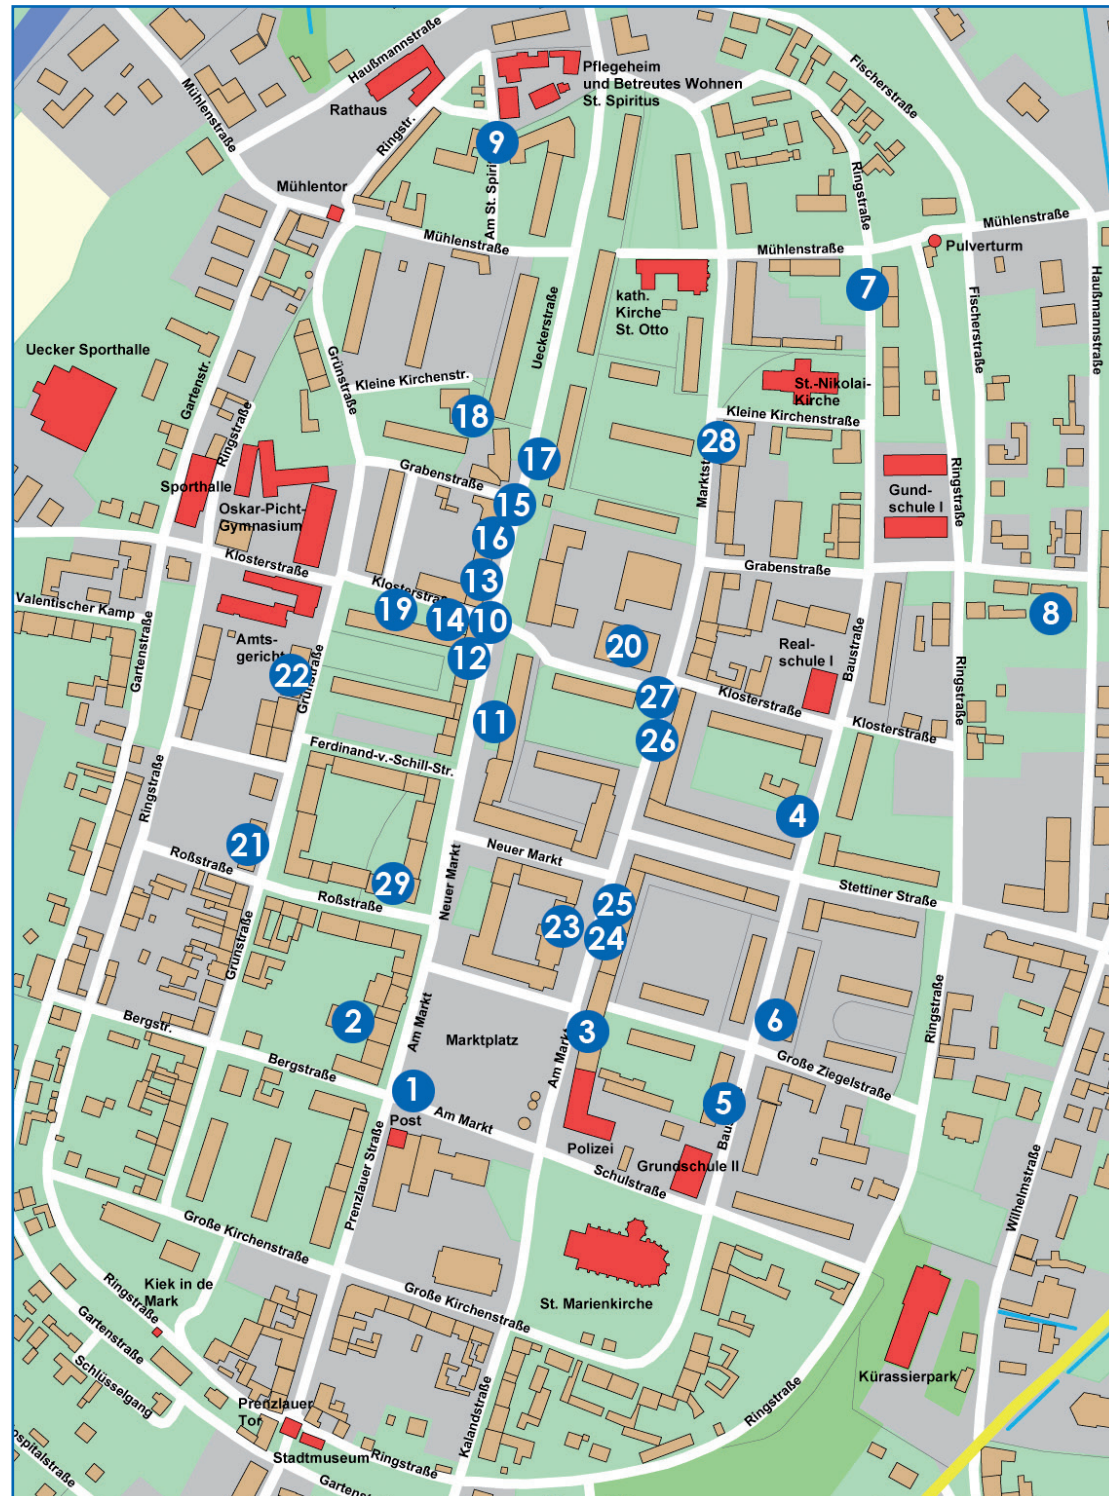 Haußmannstraße
Mühlenstraße
Rathaus
Ringstr.
Pflegeheim
und Betreutes Wohnen
St. Spiritus
Fischerstraße
9
Am St. Spirit
Mühlentor
Mühlenstraße
Mühlenstraße
Ringstraße
Mühlenstraße
Pulverturm
Haußmannstraße
7
Fischerstraße
kath.
Kirche
St. Otto
Ueckerstraße
Uecker Sporthalle
Gartenstr.
Grünstraße
Kleine Kirchenstr.
St.-Nikolai-
Kirche
Kleine Kirchenstraße
18
28
Marktst
17
Ringstraße
Grabenstraße
Sporthalle
Oskar-Picht-
Gymnasium
15
16
Gund-
schule I
Ringstraße
Klosterstraße
13
Klosterstraß
Grabenstraße
Valentischer Kamp
19
14
10
8
Amts-
gericht
12
20
Real-
schule I
Baustraße
Gartenstraße
22
Grünstraße
27
Klosterstraße
Klosterstraße
Ringstraße
11
26
Ferdinand-v.-Schill-Str.
Ringstraße
4
21
Roßstraße
Neuer Markt
Neuer Markt
29
Roßstraße
Stettiner Straße
25
23
24
Grünstraße
2
Bergstr.
Am Markt
Marktplatz
3
Am Markt
6
Ringstraße
Bergstraße
Große Ziegelstraße
1
Am Markt
Post
5
Bau
Polizei
Grundschule II
Schulstraße
Prenzlauer Straße
Wilhelmstraße
Große Kirchenstraße
Kiek in de
Mark
Ringstraße
Große Kirchenstraße
St. Marienkirche
Gartenstraße
Schlüsselgang
Kürassierpark
Prenzlauer
Tor
Stadtmuseum
Ringstraße
Kalandstraße
Ringstraße
ospitalstraße
Garten